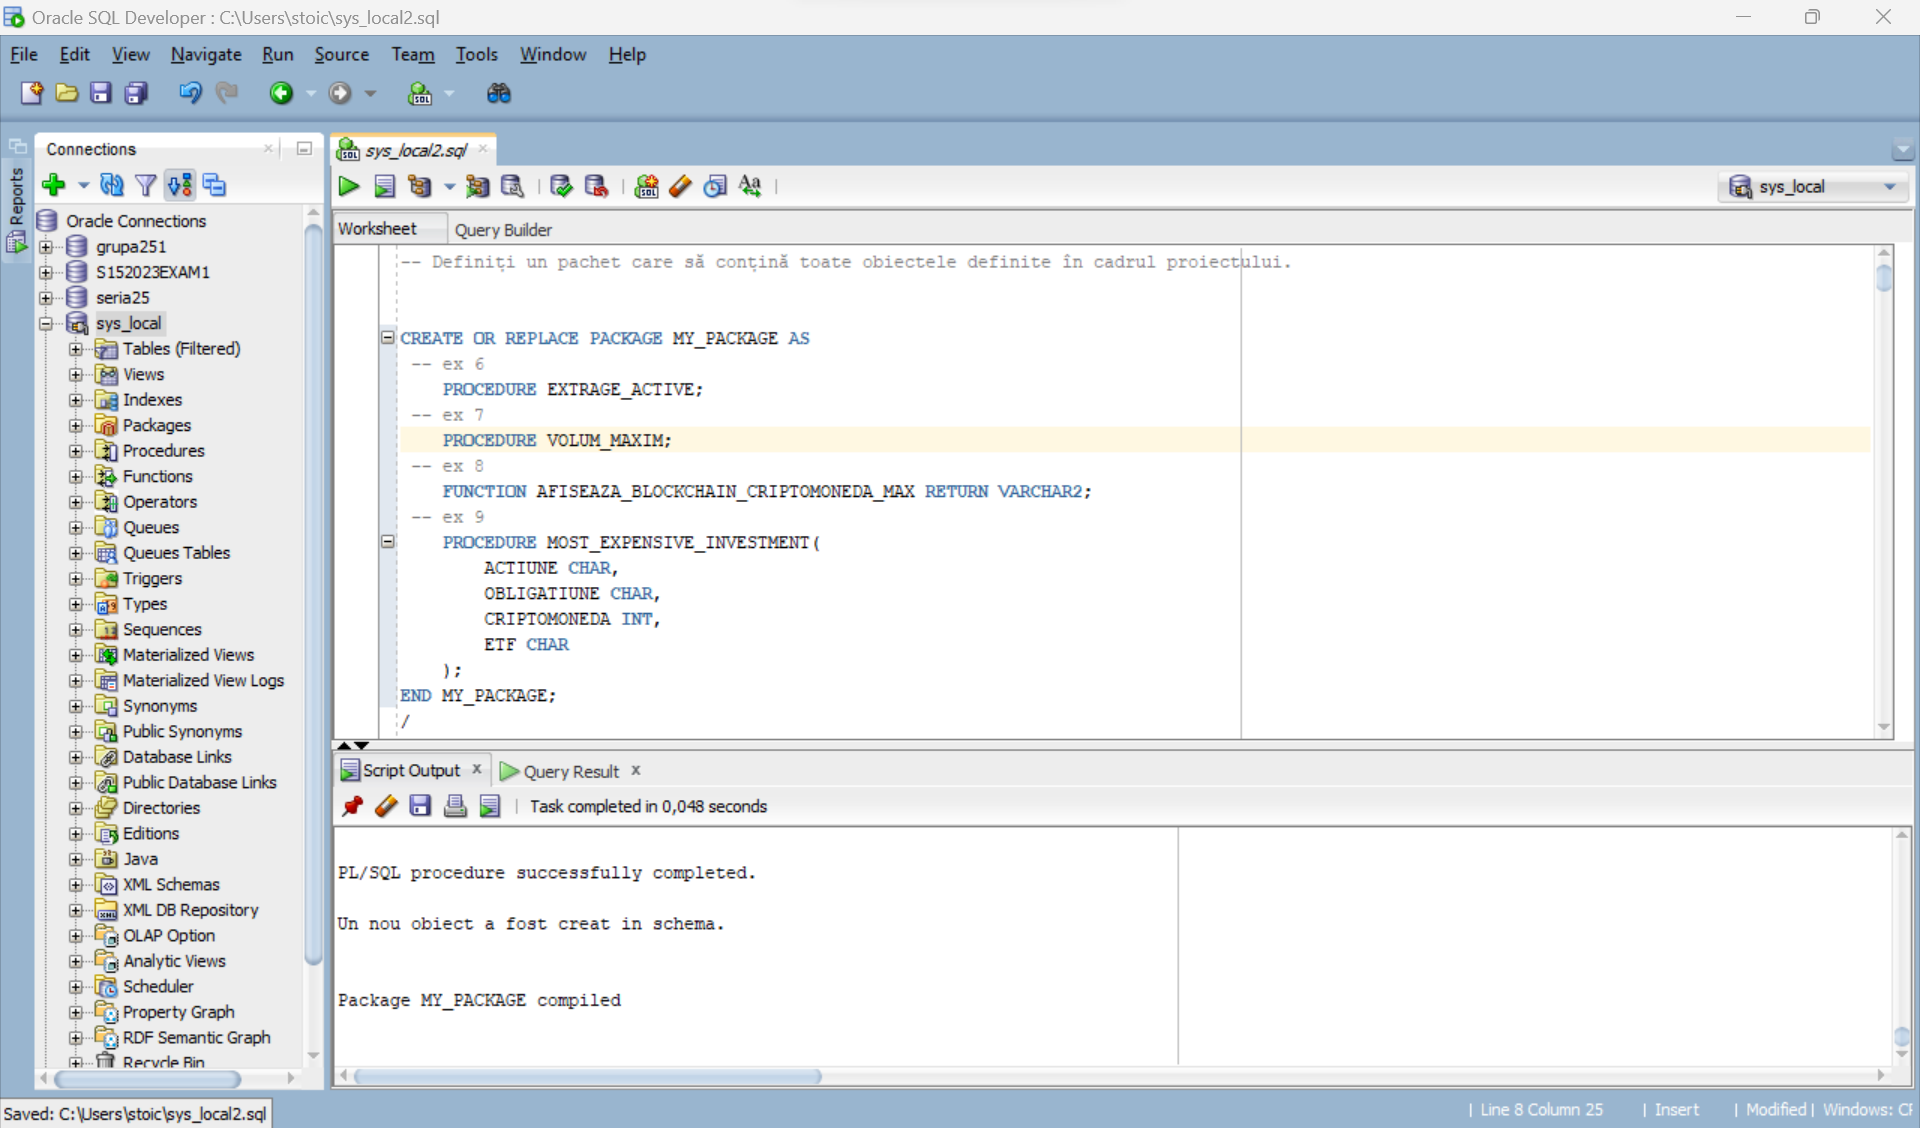 Oracle SQL Developer : C:\Users\stoic\sys_local2.sql
File Edit View Navigate Run Source Team Tools Window Help
Connections
sys_local2.sql
Reports
sys_local
Oracle Connections
grupa251
S152023EXAM1
seria25
sys_local
Tables (Filtered)
Views
Indexes
Packages
Procedures
Functions
Operators
Queues
Queues Tables
Triggers
Types
Sequences
Materialized Views
Materialized View Logs
Synonyms
Public Synonyms
Database Links
Public Database Links
Directories
Editions
Java
XML Schemas
XML DB Repository
OLAP Option
Analytic Views
Scheduler
Property Graph
RDF Semantic Graph
Recycle Bin
Worksheet Query Builder
-- Definiți un pachet care să conțină toate obiectele definite în cadrul proiectului.
CREATE OR REPLACE PACKAGE MY_PACKAGE AS
-- ex 6
PROCEDURE EXTRAGE_ACTIVE;
-- ex 7
PROCEDURE VOLUM_MAXIM;
-- ex 8
FUNCTION AFISEAZA_BLOCKCHAIN_CRIPTOMONEDA_MAX RETURN VARCHAR2;
-- ex 9
PROCEDURE MOST_EXPENSIVE_INVESTMENT(
ACTIUNE CHAR,
OBLIGATIUNE CHAR,
CRIPTOMONEDA INT,
ETF CHAR
);
END MY_PACKAGE;
/
Script Output Query Result
Task completed in 0,048 seconds
PL/SQL procedure successfully completed.
Un nou obiect a fost creat in schema.
Package MY_PACKAGE compiled
Saved: C:\Users\stoic\sys_local2.sql
| Line 8 Column 25 | Insert | Modified | Windows: CF